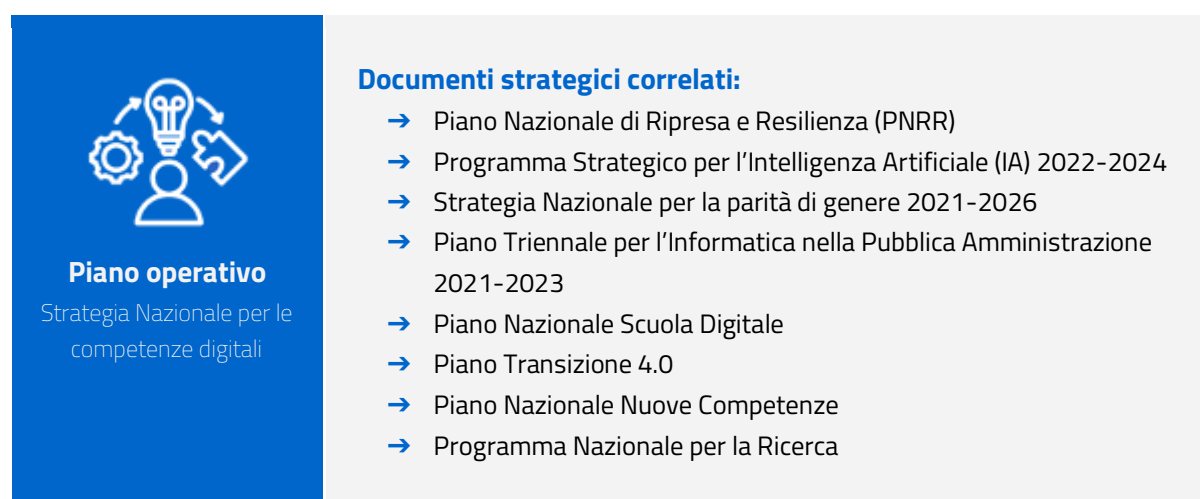 Piano operativo
Strategia Nazionale per le
competenze digitali
Documenti strategici correlati:
➔ Piano Nazionale di Ripresa e Resilienza (PNRR)
➔ Programma Strategico per l’Intelligenza Artificiale (IA) 2022-2024
➔ Strategia Nazionale per la parità di genere 2021-2026
➔ Piano Triennale per l’Informatica nella Pubblica Amministrazione
2021-2023
➔ Piano Nazionale Scuola Digitale
➔ Piano Transizione 4.0
➔ Piano Nazionale Nuove Competenze
➔ Programma Nazionale per la Ricerca